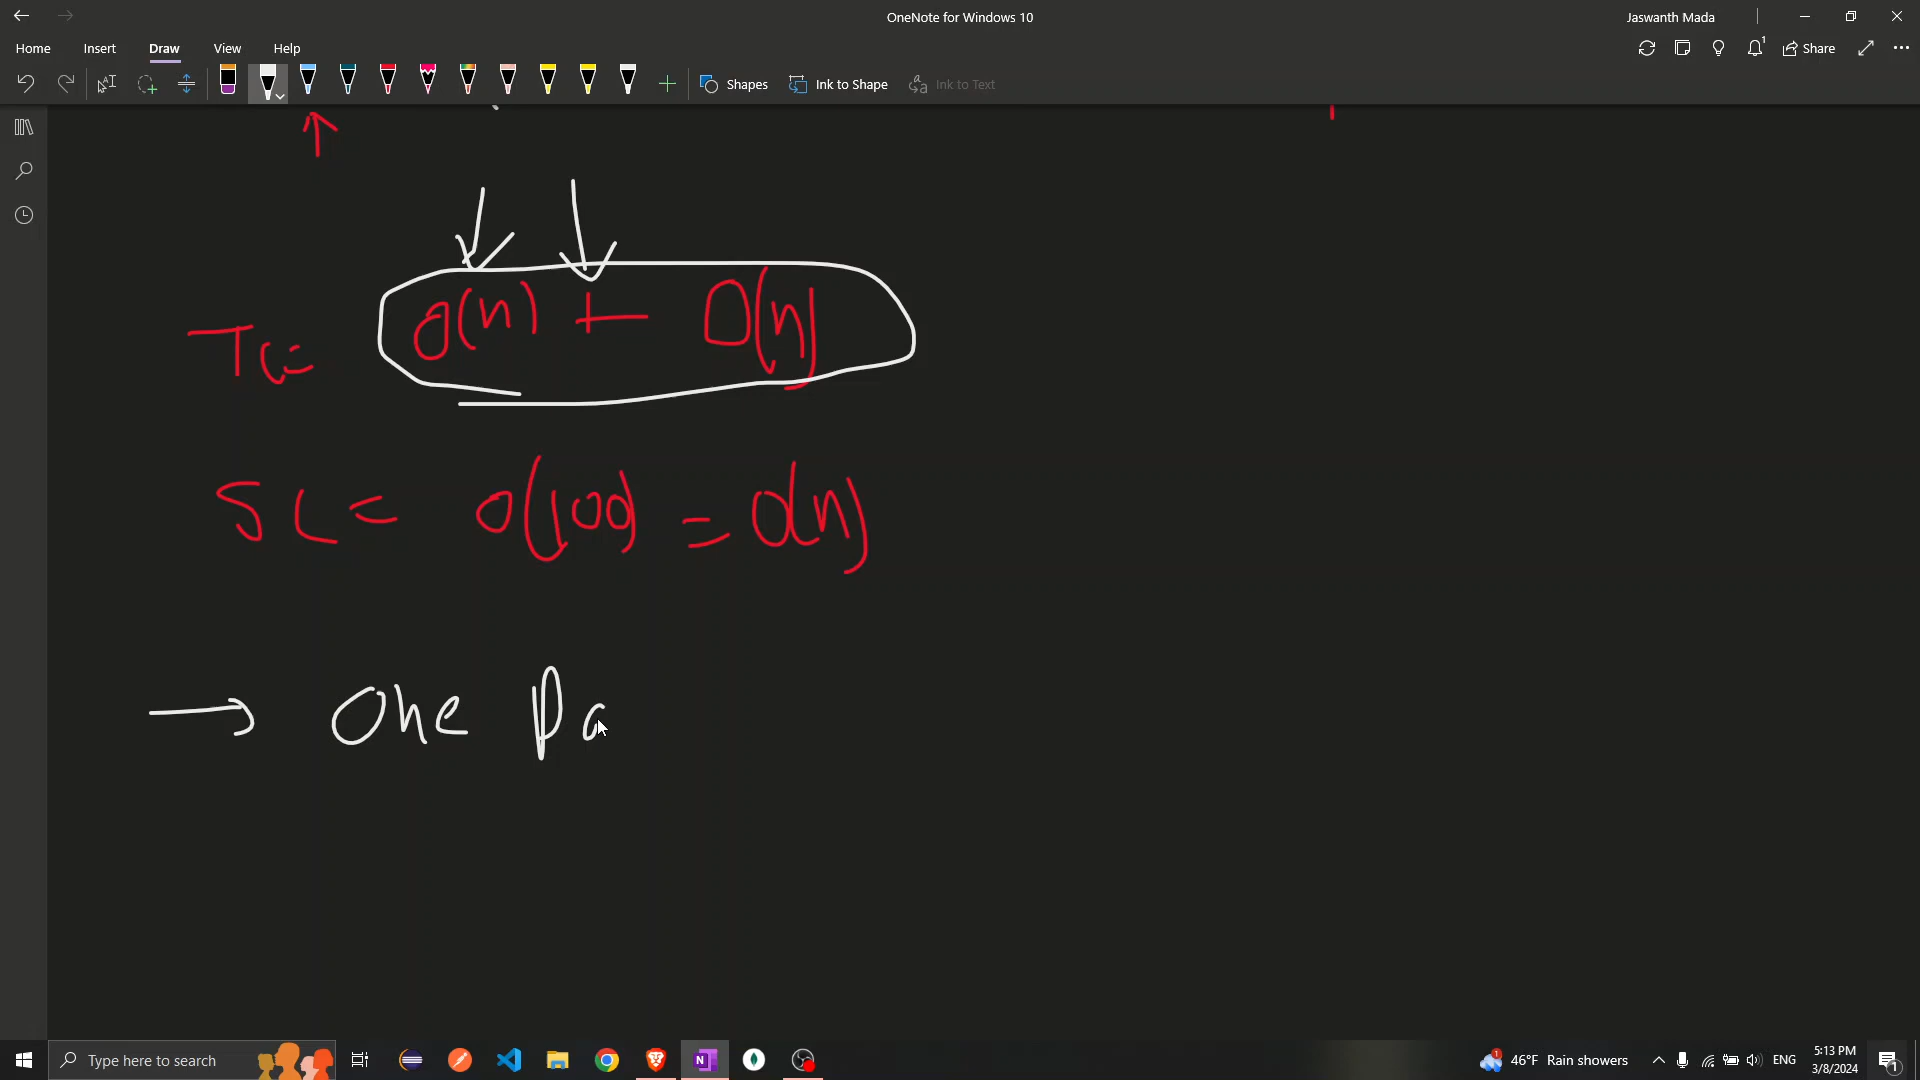 OneNote for Windows 10
Jaswanth Mada
Home Insert Draw View Help
Share
Shapes Ink to Shape Ink to Text
TC= O(n) + O(n)
SC= O(100) = O(n)
→ One Pa
Type here to search
46°F Rain showers
ENG
5:13 PM
3/8/2024